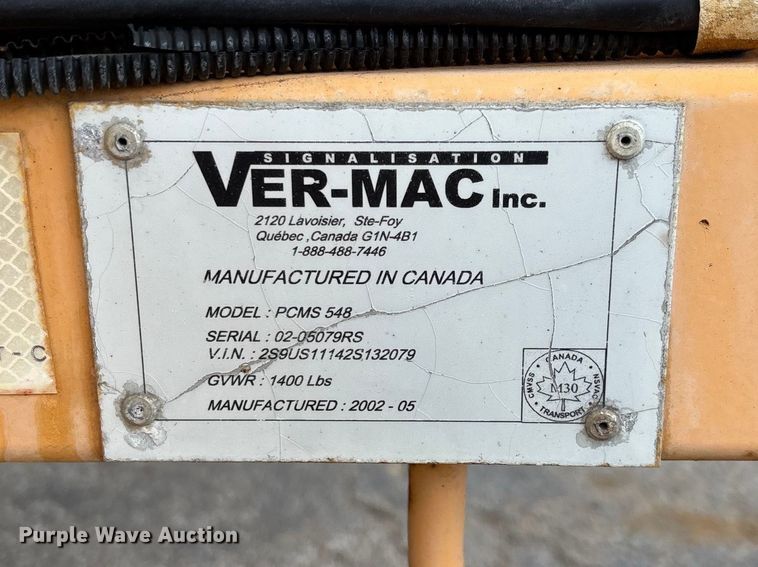 SIGNALISATION
VER-MAC Inc.
2120 Lavoisier, Ste-Foy
Québec ,Canada G1N-4B1
1-888-488-7446
MANUFACTURED IN CANADA
MODEL : PCMS 548
SERIAL : 02-05079RS
V.I.N. : 2S9US11142S132079
GVWR : 1400 Lbs
MANUFACTURED : 2002 - 05
CANADA
CMVSS
NSVAC
M30
TRANSPORT
- C
Purple Wave Auction